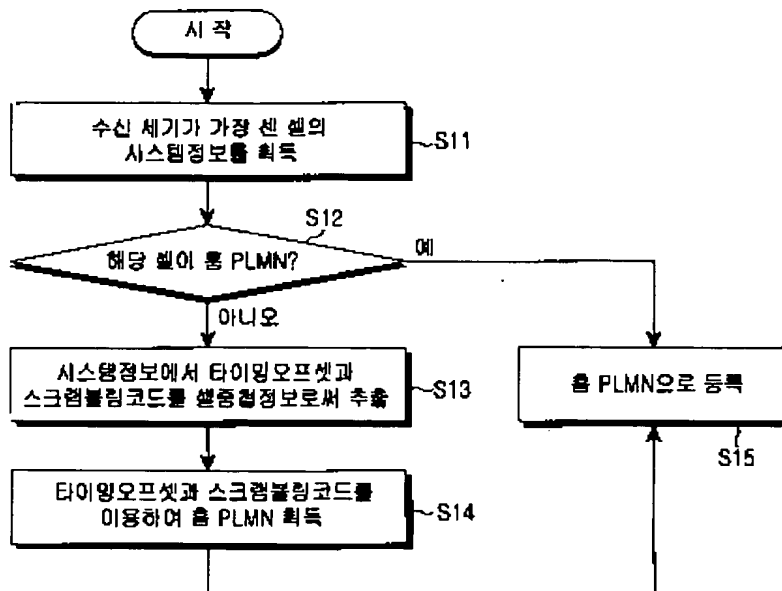 시 작
수신 세기가 가장 센 셀의
시스템정보를 획득
S11
S12
해당 셀이 홈 PLMN?
예
아니오
시스템정보에서 타이밍오프셋과
스크램블링코드를 셀중첩정보로써 추출
S13
홈 PLMN으로 등록
S15
타이밍오프셋과 스크램블링코드를
이용하여 홈 PLMN 획득
S14